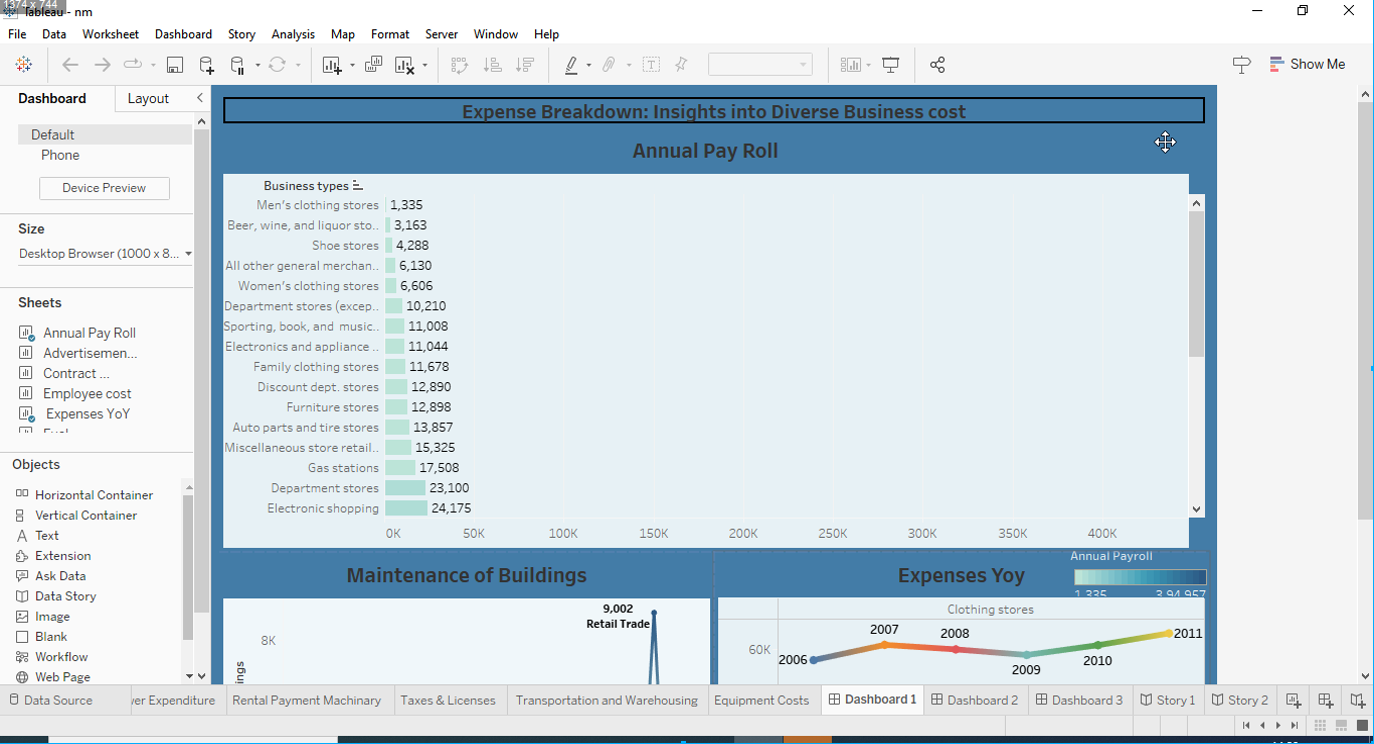 1374 x 744
Tableau - nm
File Data Worksheet Dashboard Story Analysis Map Format Server Window Help
Show Me
Dashboard Layout
Default
Phone
Device Preview
Size
Desktop Browser (1000 x 8...
Sheets
Annual Pay Roll
Advertisemen...
Contract ...
Employee cost
Expenses YoY
Objects
Horizontal Container
Vertical Container
Text
Extension
Ask Data
Data Story
Image
Blank
Workflow
Web Page
Expense Breakdown: Insights into Diverse Business cost
Annual Pay Roll
Business types
Men's clothing stores 1,335
Beer, wine, and liquor sto.. 3,163
Shoe stores 4,288
All other general merchan.. 6,130
Women's clothing stores 6,606
Department stores (excep.. 10,210
Sporting, book, and music.. 11,008
Electronics and appliance .. 11,044
Family clothing stores 11,678
Discount dept. stores 12,890
Furniture stores 12,898
Auto parts and tire stores 13,857
Miscellaneous store retail.. 15,325
Gas stations 17,508
Department stores 23,100
Electronic shopping 24,175
0K 50K 100K 150K 200K 250K 300K 350K 400K
Maintenance of Buildings
9,002
Retail Trade
8K
ngs
Expenses Yoy
Annual Payroll
1,335 3,94,957
Clothing stores
60K
2006 2007 2008 2009 2010 2011
Data Source
ver Expenditure Rental Payment Machinary Taxes & Licenses Transportation and Warehousing Equipment Costs Dashboard 1 Dashboard 2 Dashboard 3 Story 1 Story 2